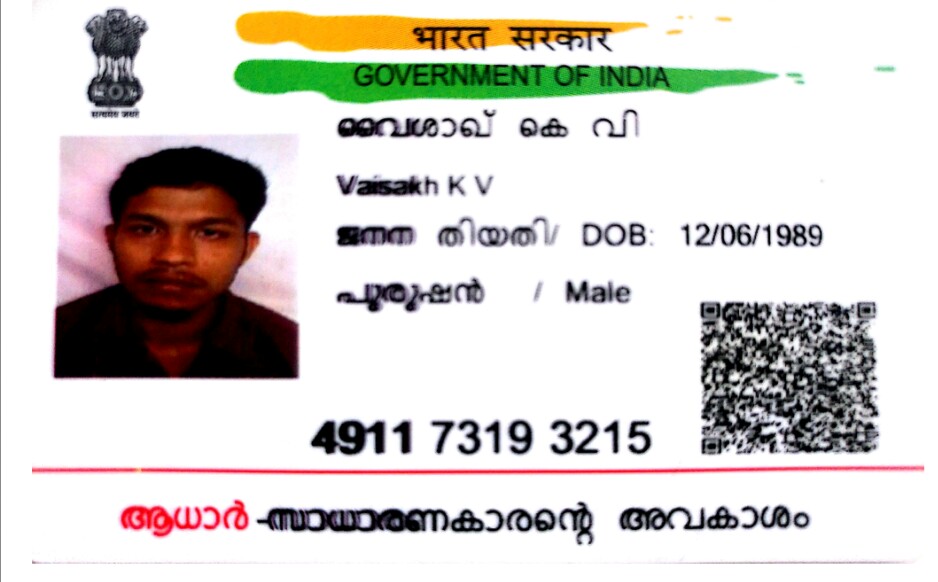 सत्यमेव जयते
भारत सरकार
GOVERNMENT OF INDIA
വൈശാഖ് കെ വി
Vaisakh K V
ജനന തിയതി/ DOB: 12/06/1989
പുരുഷൻ / Male
4911 7319 3215
ആധാർ-സാധാരണകാരന്റെ അവകാശം